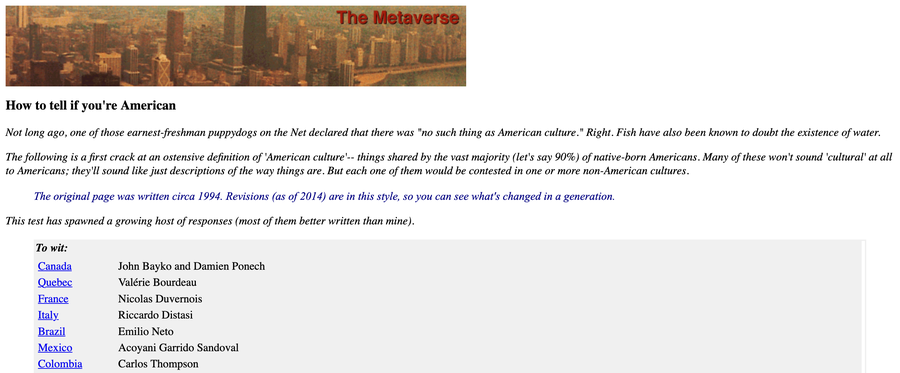 The Metaverse
How to tell if you're American
Not long ago, one of those earnest-freshman puppydogs on the Net declared that there was "no such thing as American culture." Right. Fish have also been known to doubt the existence of water.
The following is a first crack at an ostensive definition of 'American culture'-- things shared by the vast majority (let's say 90%) of native-born Americans. Many of these won't sound 'cultural' at all
to Americans; they'll sound like just descriptions of the way things are. But each one of them would be contested in one or more non-American cultures.
The original page was written circa 1994. Revisions (as of 2014) are in this style, so you can see what's changed in a generation.
This test has spawned a growing host of responses (most of them better written than mine).
To wit:
Canada John Bayko and Damien Ponech
Quebec Valérie Bourdeau
France Nicolas Duvernois
Italy Riccardo Distasi
Brazil Emilio Neto
Mexico Acoyani Garrido Sandoval
Colombia Carlos Thompson